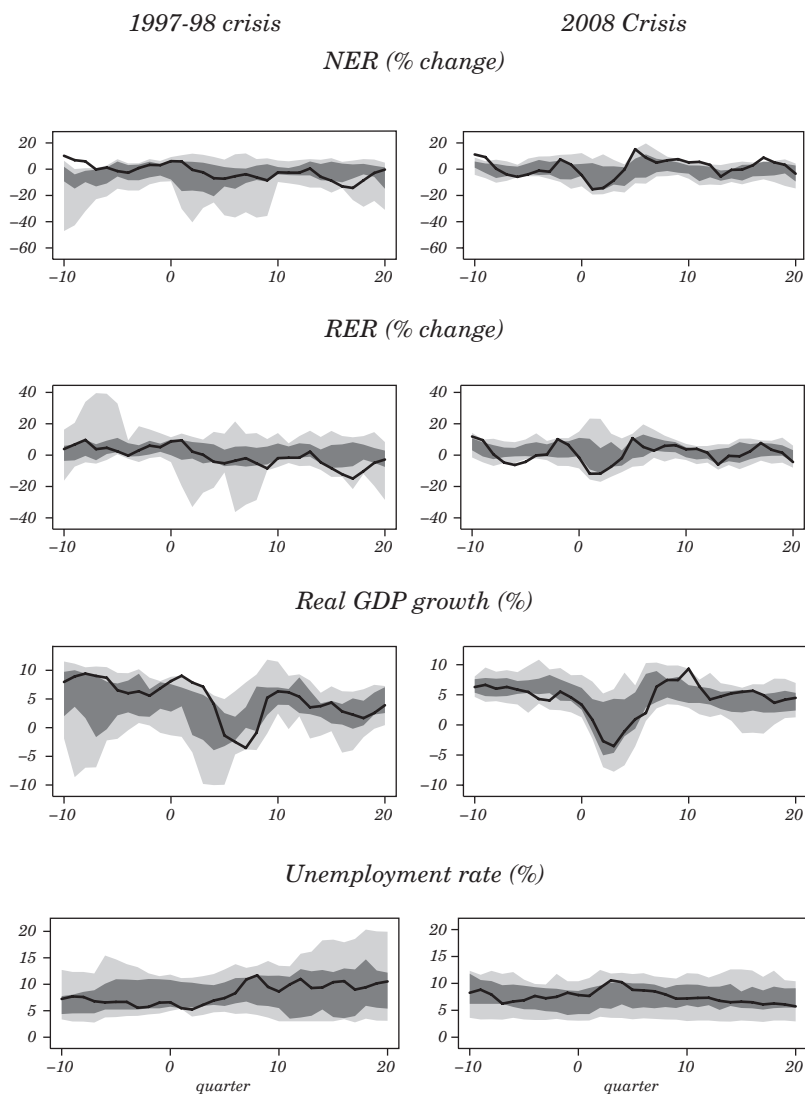 1997-98 crisis 2008 Crisis
NER (% change)
20 20
0 0
−20 −20
−40 −40
−60 −60
−10 0 10 20 −10 0 10 20
RER (% change)
40 40
20 20
0 0
−20 −20
−40 −40
−10 0 10 20 −10 0 10 20
Real GDP growth (%)
10 10
5 5
0 0
−5 −5
−10 −10
−10 0 10 20 −10 0 10 20
Unemployment rate (%)
20 20
15 15
10 10
5 5
0 0
−10 0 10 20 −10 0 10 20
quarter quarter